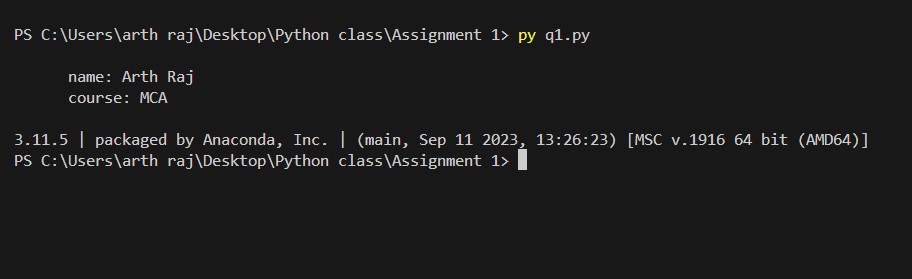 PS C:\Users\arth raj\Desktop\Python class\Assignment 1> py q1.py
name: Arth Raj
course: MCA
3.11.5 | packaged by Anaconda, Inc. | (main, Sep 11 2023, 13:26:23) [MSC v.1916 64 bit (AMD64)]
PS C:\Users\arth raj\Desktop\Python class\Assignment 1>